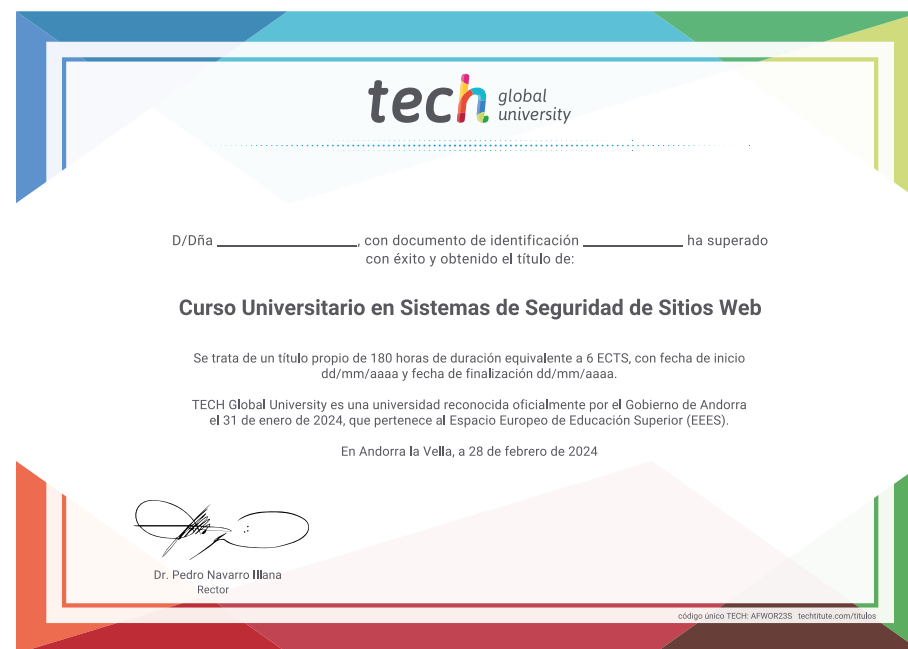 tech global university
D/Dña ____________________, con documento de identificación ______________ ha superado
con éxito y obtenido el título de:
Curso Universitario en Sistemas de Seguridad de Sitios Web
Se trata de un título propio de 180 horas de duración equivalente a 6 ECTS, con fecha de inicio
dd/mm/aaaa y fecha de finalización dd/mm/aaaa.
TECH Global University es una universidad reconocida oficialmente por el Gobierno de Andorra
el 31 de enero de 2024, que pertenece al Espacio Europeo de Educación Superior (EEES).
En Andorra la Vella, a 28 de febrero de 2024
Dr. Pedro Navarro Illana
Rector
código único TECH: AFWOR23S techtitute.com/titulos